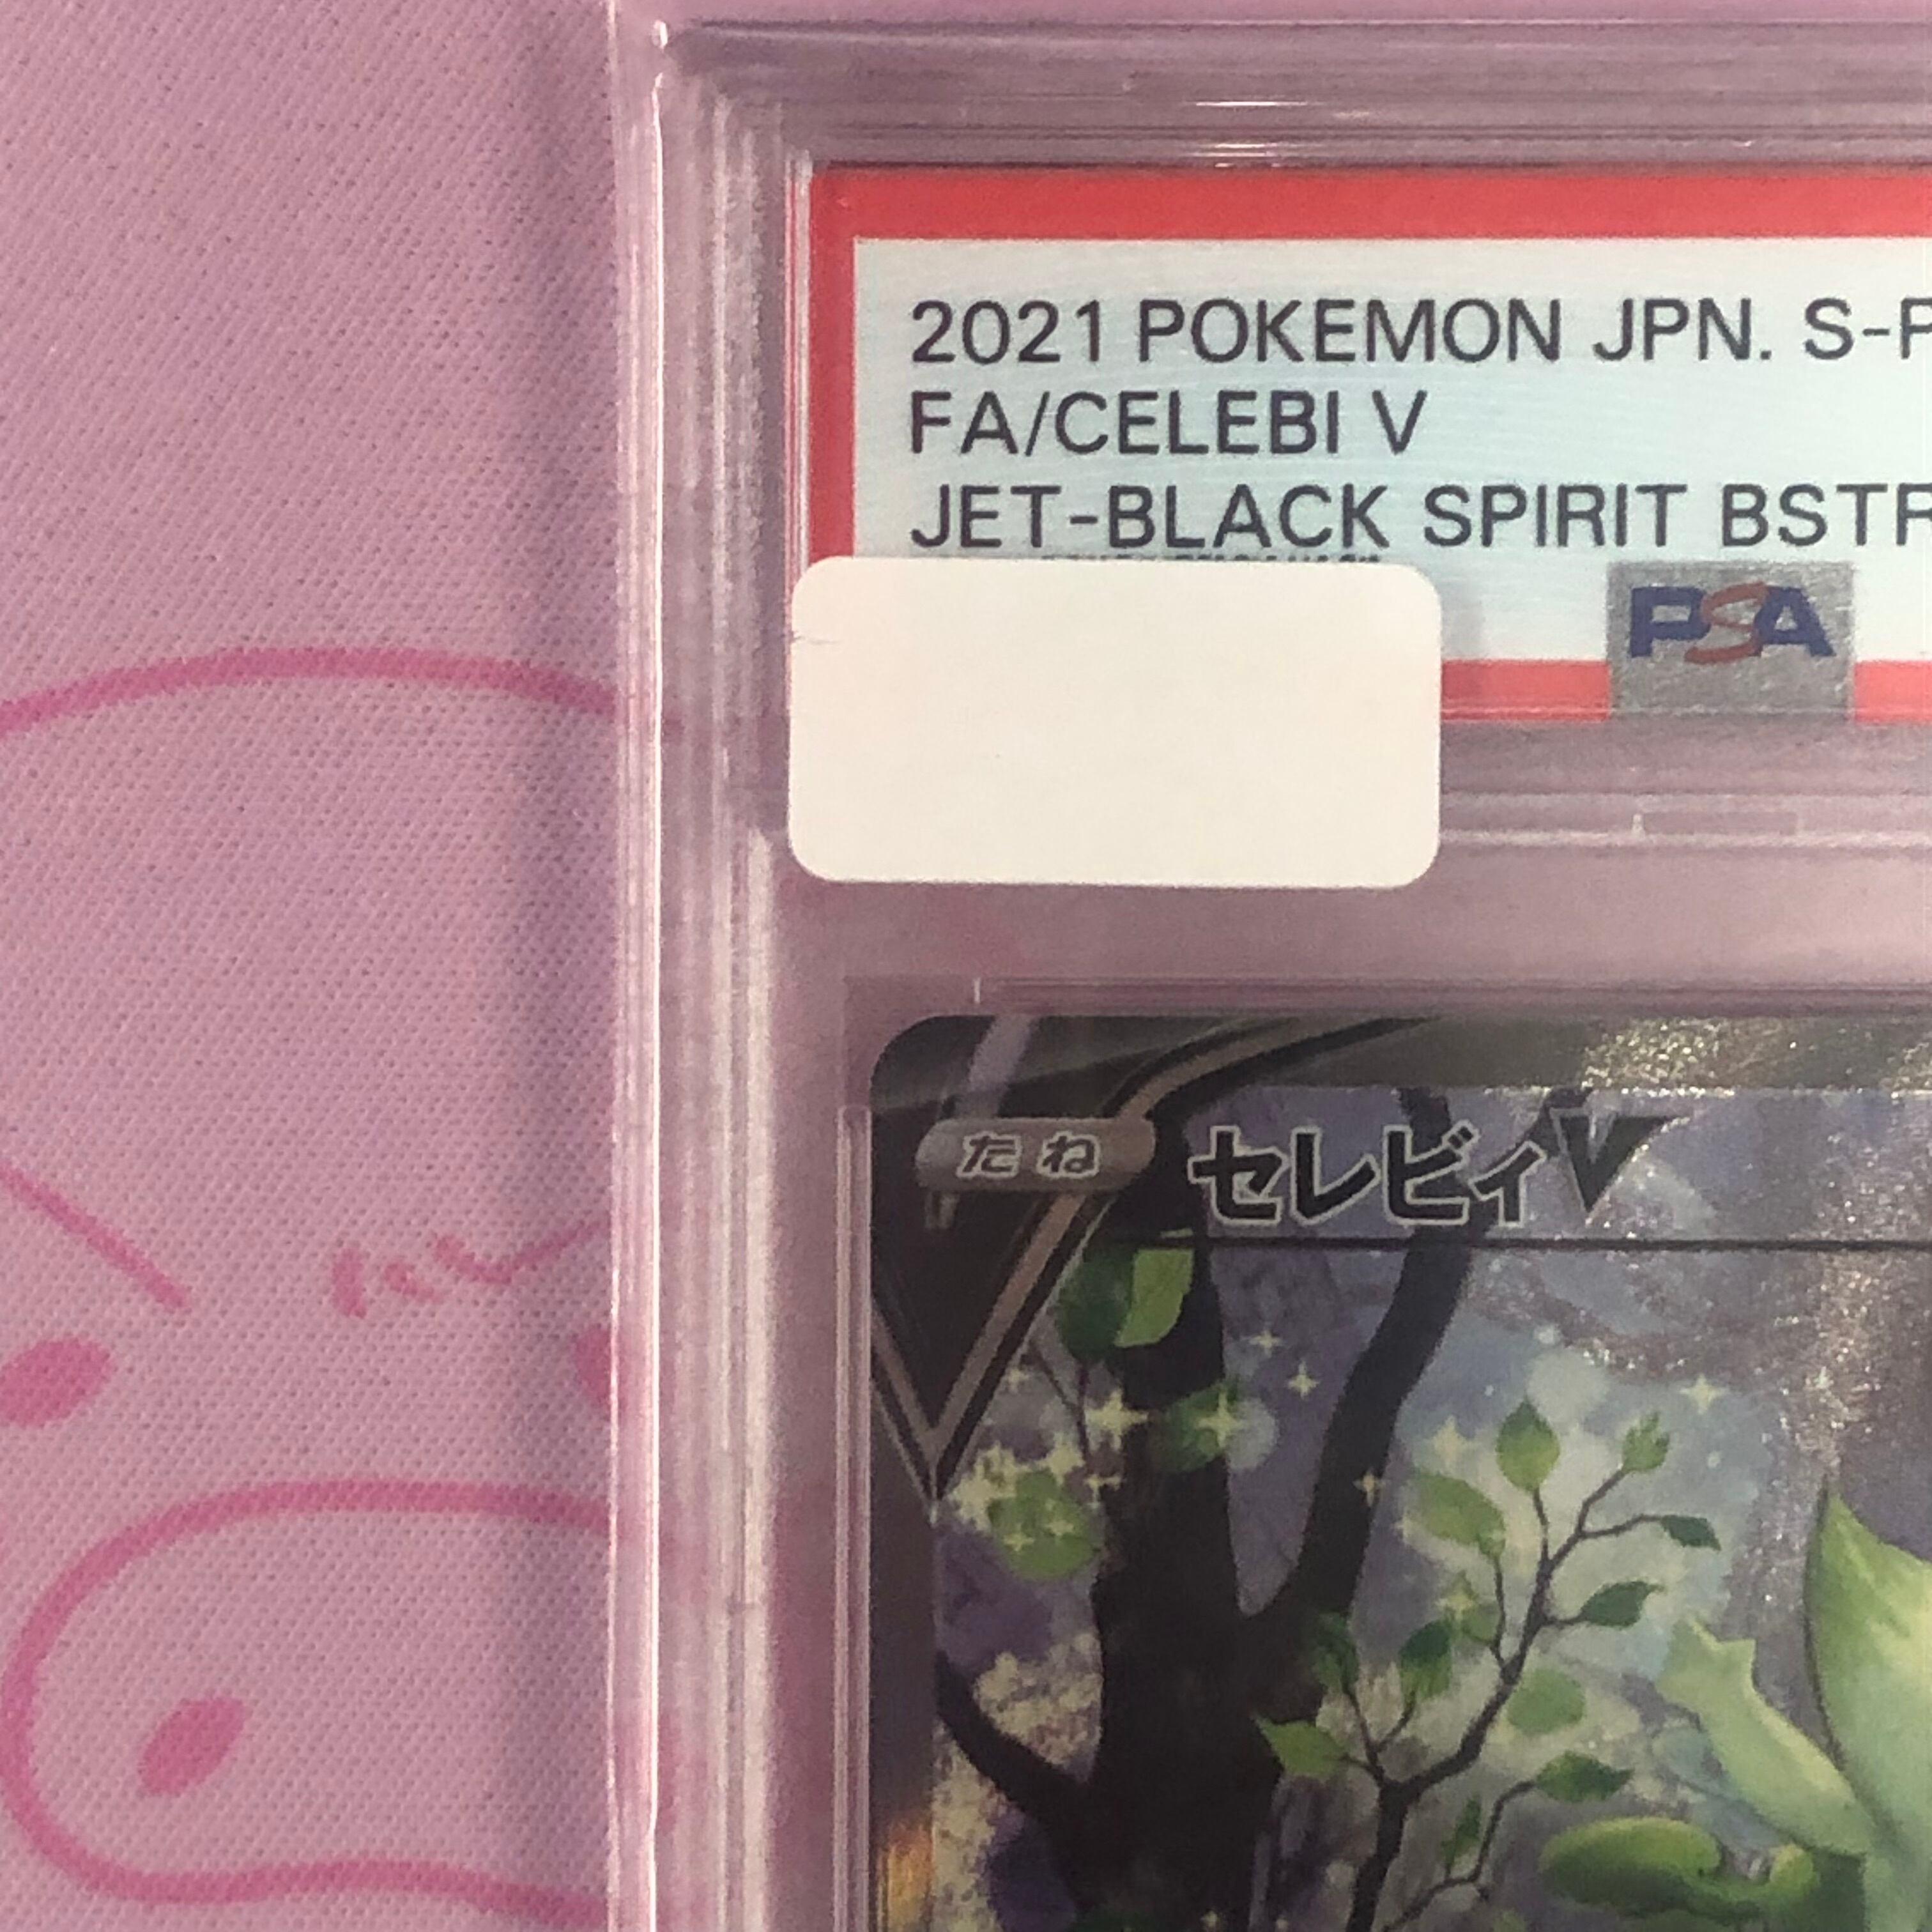 2021 POKEMON JPN. S-P
FA/CELEBI V
JET-BLACK SPIRIT BSTR
PSA
たね セレビィV